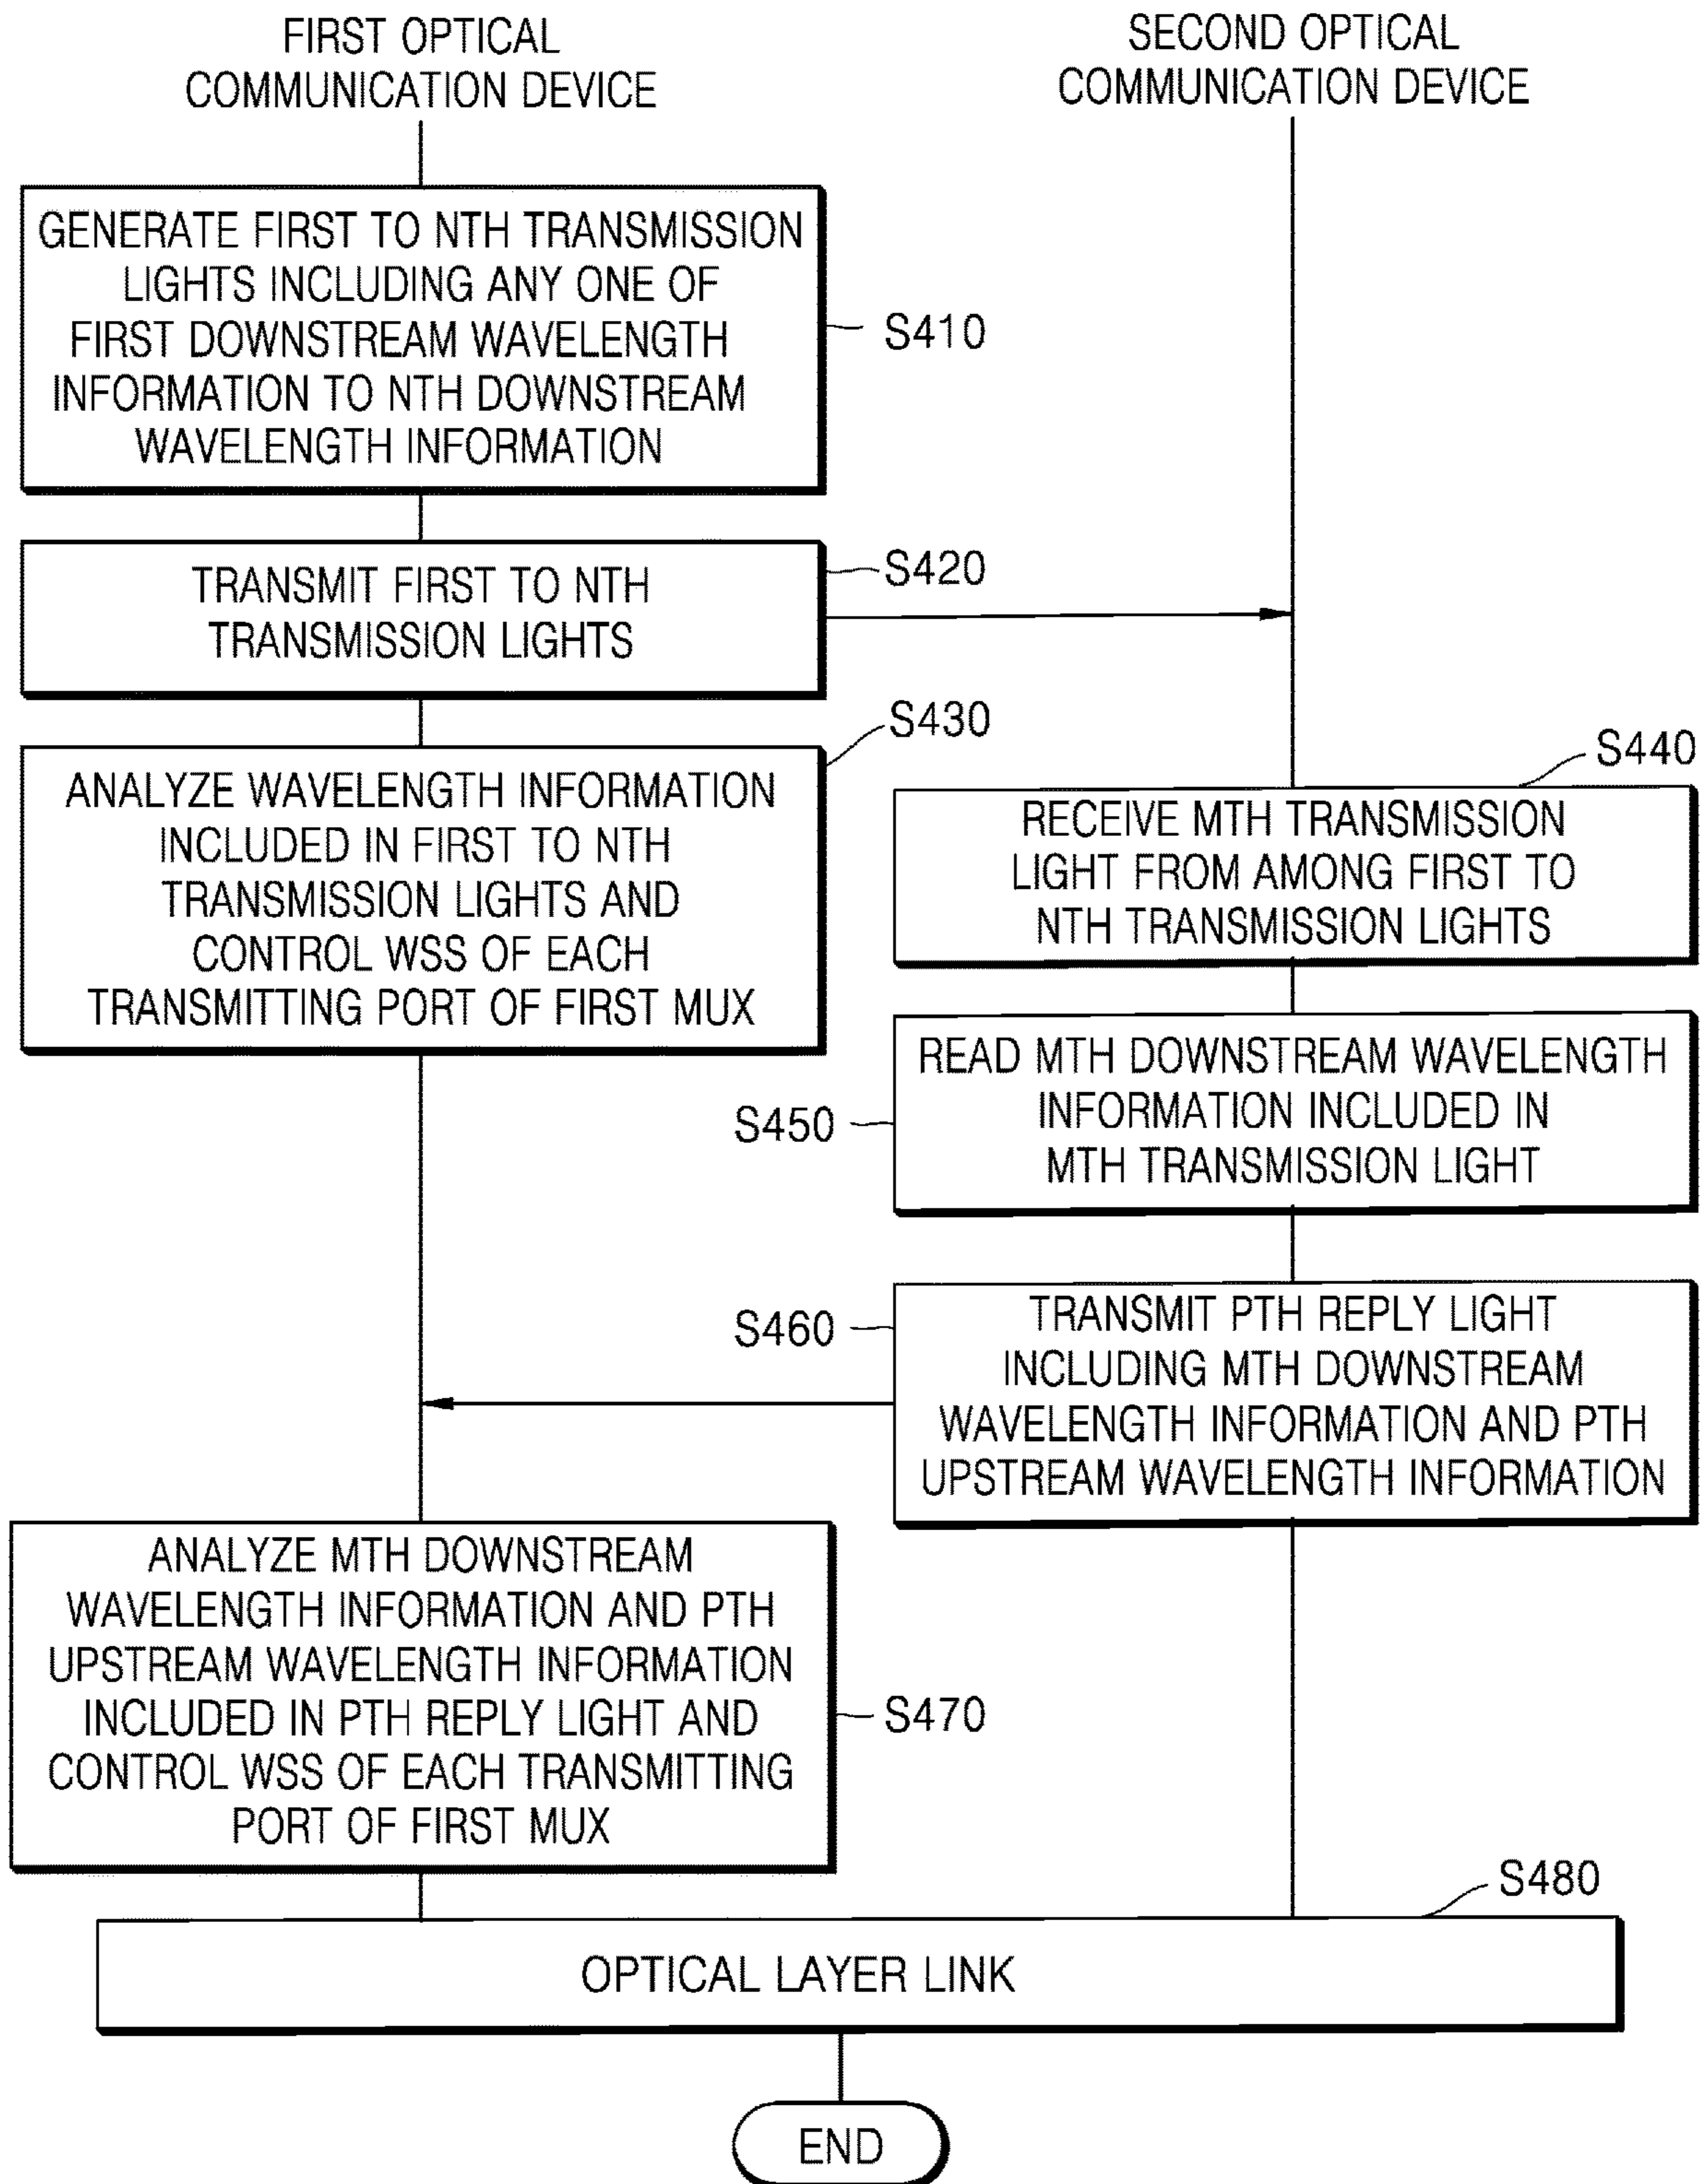 FIRST OPTICAL
COMMUNICATION DEVICE
SECOND OPTICAL
COMMUNICATION DEVICE
GENERATE FIRST TO NTH TRANSMISSION
LIGHTS INCLUDING ANY ONE OF
FIRST DOWNSTREAM WAVELENGTH
INFORMATION TO NTH DOWNSTREAM
WAVELENGTH INFORMATION
S410
TRANSMIT FIRST TO NTH
TRANSMISSION LIGHTS
S420
ANALYZE WAVELENGTH INFORMATION
INCLUDED IN FIRST TO NTH
TRANSMISSION LIGHTS AND
CONTROL WSS OF EACH
TRANSMITTING PORT OF FIRST MUX
S430
S440
RECEIVE MTH TRANSMISSION
LIGHT FROM AMONG FIRST TO
NTH TRANSMISSION LIGHTS
S450
READ MTH DOWNSTREAM WAVELENGTH
INFORMATION INCLUDED IN
MTH TRANSMISSION LIGHT
S460
TRANSMIT PTH REPLY LIGHT
INCLUDING MTH DOWNSTREAM
WAVELENGTH INFORMATION AND PTH
UPSTREAM WAVELENGTH INFORMATION
ANALYZE MTH DOWNSTREAM
WAVELENGTH INFORMATION AND PTH
UPSTREAM WAVELENGTH INFORMATION
INCLUDED IN PTH REPLY LIGHT AND
CONTROL WSS OF EACH TRANSMITTING
PORT OF FIRST MUX
S470
S480
OPTICAL LAYER LINK
END